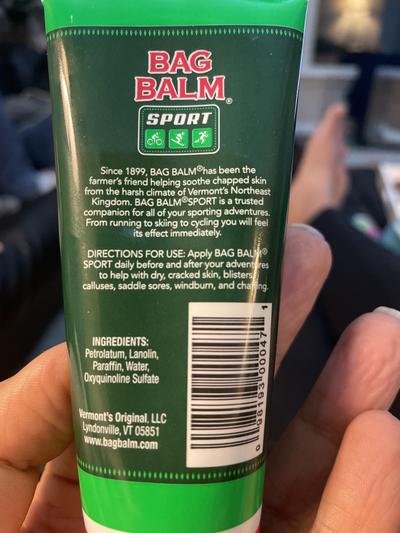 BAG
BALM®
SPORT
Since 1899, BAG BALM® has been the
farmer's friend helping soothe chapped skin
from the harsh climate of Vermont's Northeast
Kingdom. BAG BALM® SPORT is a trusted
companion for all of your sporting adventures.
From running to skiing to cycling you will feel
its effect immediately.
DIRECTIONS FOR USE: Apply BAG BALM®
SPORT daily before and after your adventures
to help with dry, cracked skin, blisters,
calluses, saddle sores, windburn, and chafing.
INGREDIENTS:
Petrolatum, Lanolin,
Paraffin, Water,
Oxyquinoline Sulfate
Vermont's Original, LLC
Lyndonville, VT 05851
www.bagbalm.com
0 98193 00047 1